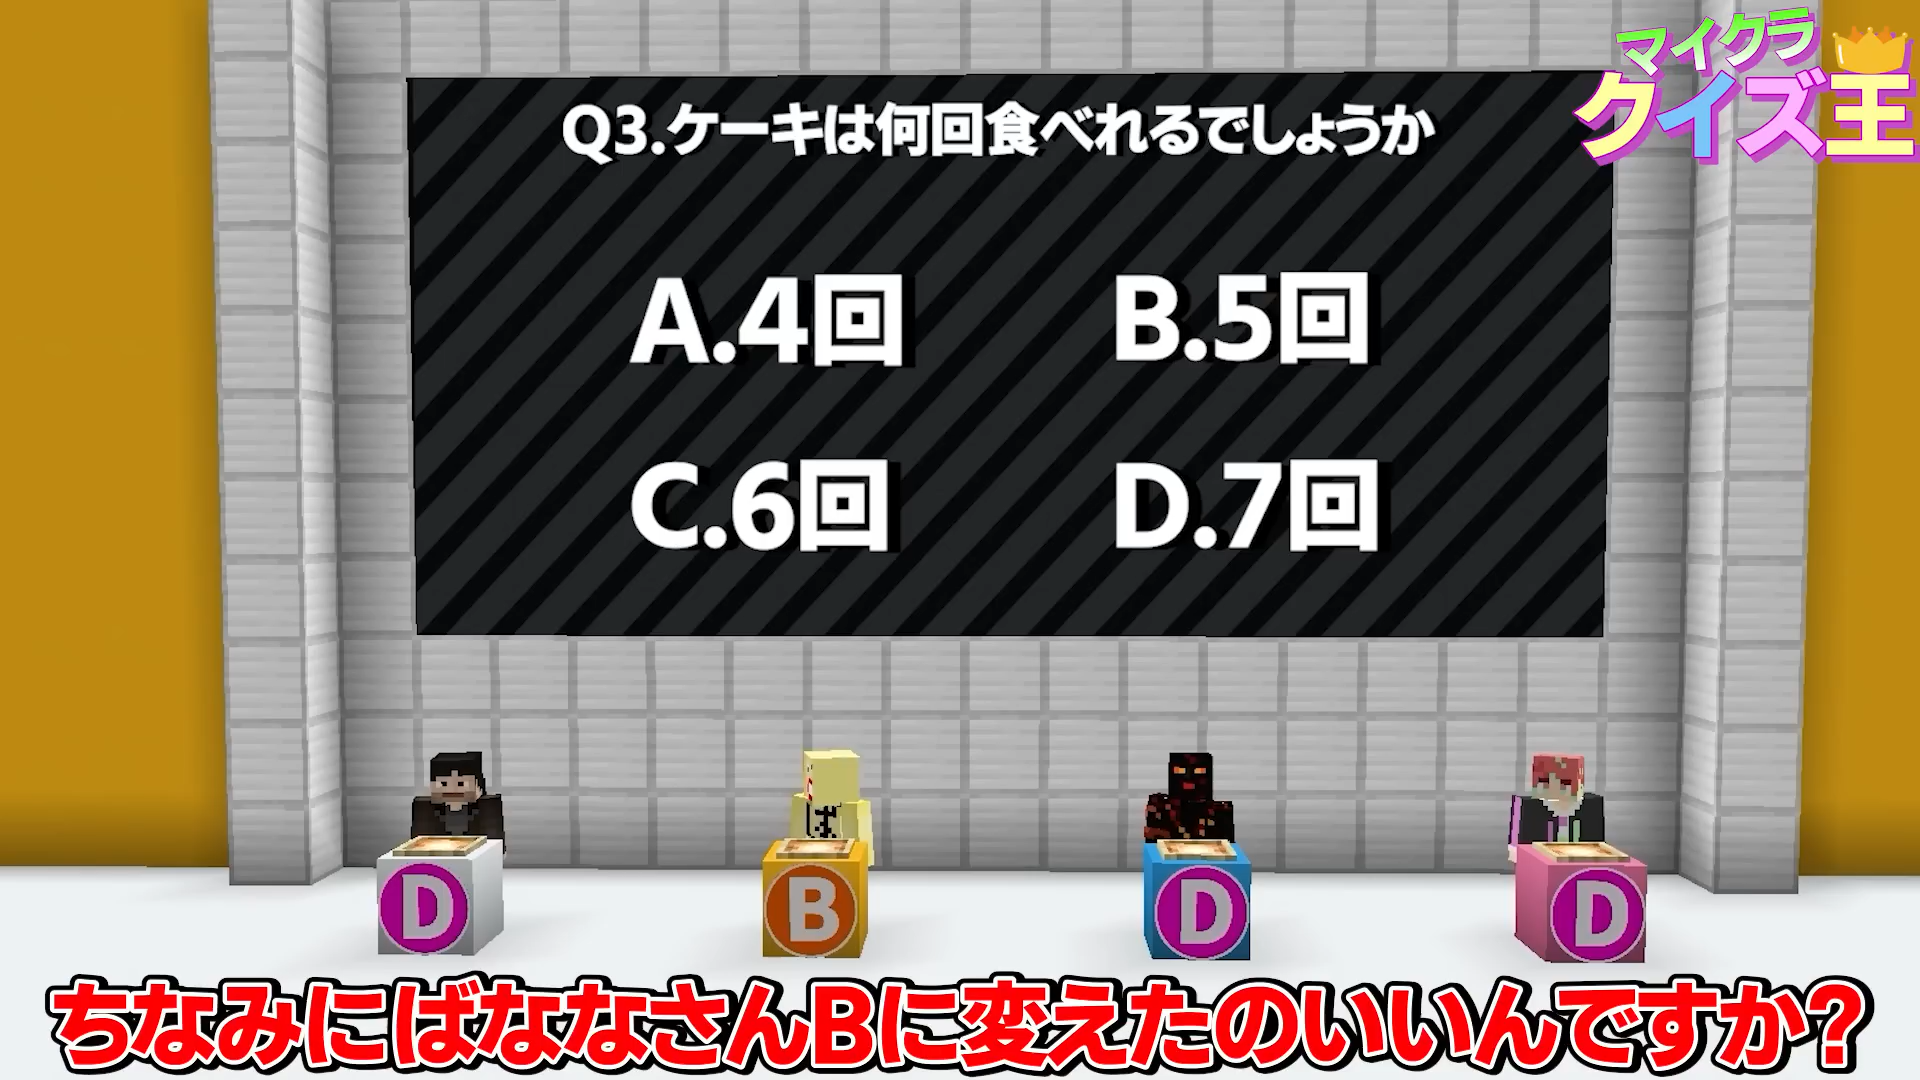 マイクラ
クイズ王
Q3.ケーキは何回食べれるでしょうか
A.4回 B.5回
C.6回 D.7回
ば
D B D D
ちなみにばななさんBに変えたのいいんですか?